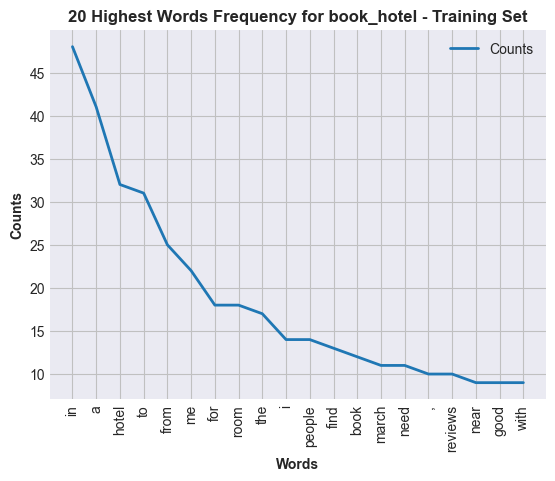 20 Highest Words Frequency for book_hotel - Training Set
Counts
Counts
45
40
35
30
25
20
15
10
in
a
hotel
to
from
me
for
room
the
i
people
find
book
march
need
,
reviews
near
good
with
Words